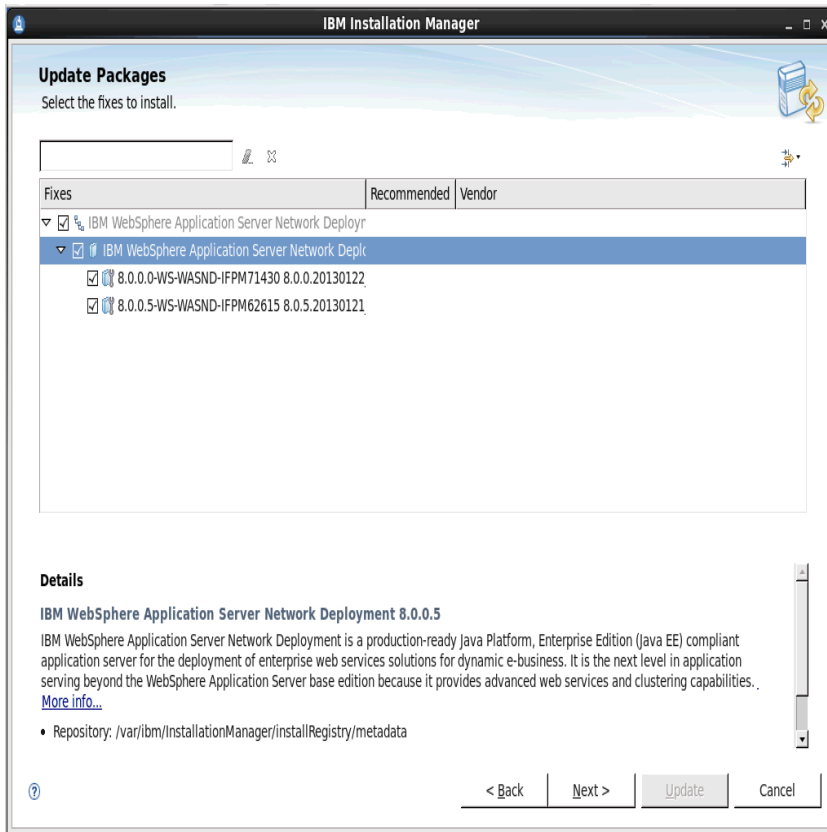 IBM Installation Manager
Update Packages
Select the fixes to install.
Fixes Recommended Vendor
IBM WebSphere Application Server Network Deployr
IBM WebSphere Application Server Network Deplo
8.0.0.0-WS-WASND-IFPM71430 8.0.0.20130122_
8.0.0.5-WS-WASND-IFPM62615 8.0.5.20130121_
Details
IBM WebSphere Application Server Network Deployment 8.0.0.5
IBM WebSphere Application Server Network Deployment is a production-ready Java Platform, Enterprise Edition (Java EE) compliant
application server for the deployment of enterprise web services solutions for dynamic e-business. It is the next level in application
serving beyond the WebSphere Application Server base edition because it provides advanced web services and clustering capabilities.
More info...
• Repository: /var/ibm/InstallationManager/installRegistry/metadata
< Back Next > Update Cancel